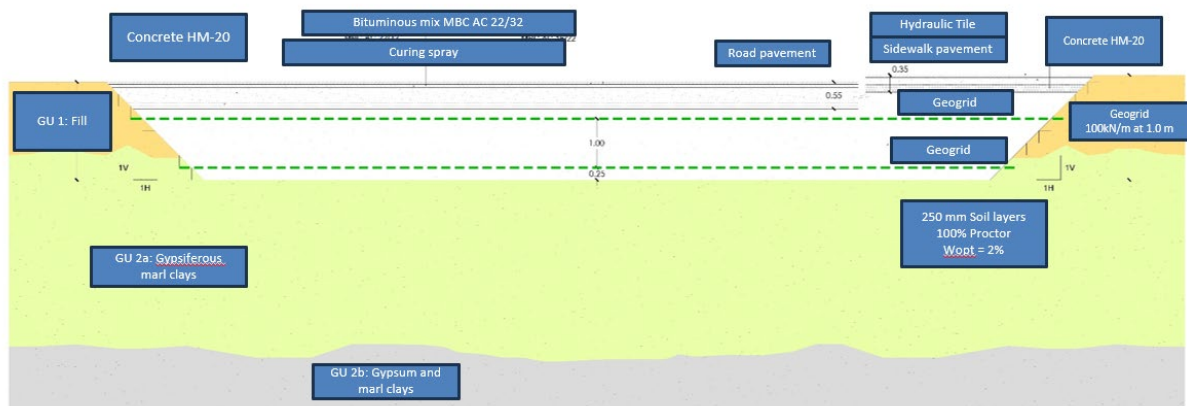 Concrete HM-20
Bituminous mix MBC AC 22/32
Curing spray
Road pavement
Hydraulic Tile
Sidewalk pavement
Concrete HM-20
0.35
0.55
GU 1: Fill
Geogrid
Geogrid
100kN/m at 1.0 m
1.00
Geogrid
1V
1H
0.25
1V
1H
250 mm Soil layers
100% Proctor
Wopt = 2%
GU 2a: Gypsiferous
marl clays
GU 2b: Gypsum and
marl clays